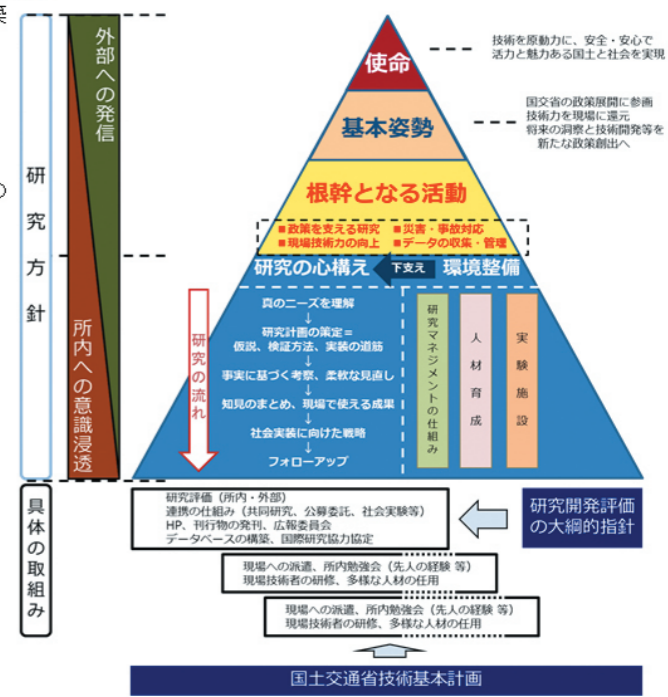 築
の
外部への発信
研究方針
所内への意識浸透
使命
技術を原動力に、安全・安心で
活力と魅力ある国土と社会を実現
基本姿勢
国交省の政策展開に参画
技術力を現場に還元
将来の洞察と技術開発等を
新たな政策創出へ
根幹となる活動
■政策を支える研究 ■災害・事故対応
■現場技術力の向上 ■データの収集・管理
研究の心構え 下支え 環境整備
研究の流れ
真のニーズを理解
↓
研究計画の策定＝
仮説、検証方法、実装の道筋
↓
事実に基づく考察、柔軟な見直し
↓
知見のまとめ、現場で使える成果
↓
社会実装に向けた戦略
↓
フォローアップ
研究マネジメントの仕組み
人材育成
実験施設
具体の取組み
研究評価（所内・外部）
連携の仕組み（共同研究、公募委託、社会実験等）
HP、刊行物の発刊、広報委員会
データベースの構築、国際研究協力協定
研究開発評価
の大綱的指針
現場への派遣、所内勉強会（先人の経験 等）
現場技術者の研修、多様な人材の任用
現場への派遣、所内勉強会（先人の経験 等）
現場技術者の研修、多様な人材の任用
国土交通省技術基本計画